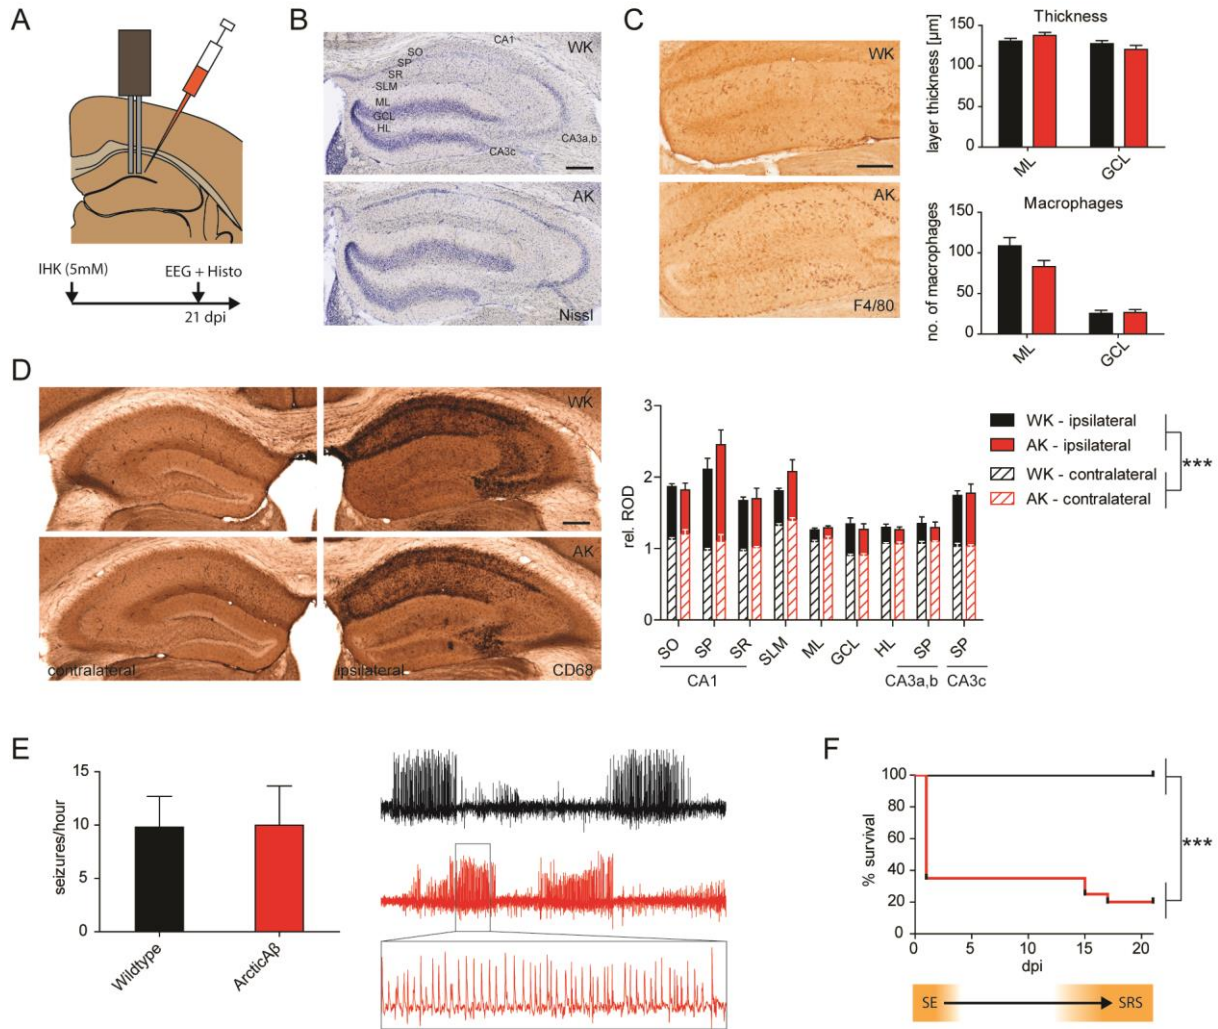 A
IHK (5mM)
EEG + Histo
21 dpi
B
WK
CA1
SO
SP
SR
SLM
ML
GCL
HL
CA3a,b
CA3c
AK
Nissl
C
WK
AK
F4/80
Thickness
layer thickness [µm]
150
100
50
0
ML
GCL
Macrophages
no. of macrophages
150
100
50
0
ML
GCL
D
WK
AK
contralateral
ipsilateral
CD68
rel. ROD
3
2
1
0
SO
SP
SR
SLM
ML
GCL
HL
SP
SP
CA1
CA3a,b
CA3c
WK - ipsilateral
AK - ipsilateral
WK - contralateral
AK - contralateral
***
E
seizures/hour
15
10
5
0
Wildtype
ArcticAβ
F
% survival
100
80
60
40
20
0
0
5
10
15
20
dpi
***
SE
SRS